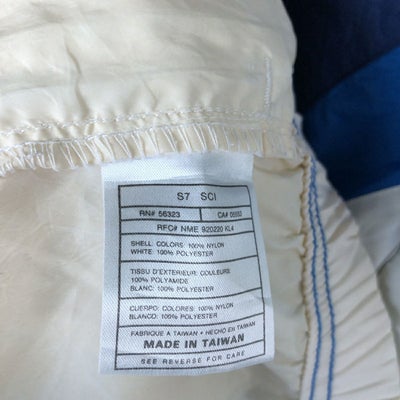 S7 SCI
RN# 56323 CA# 05553
RFO# NME 920220 KL4
SHELL: COLORS: 100% NYLON
WHITE: 100% POLYESTER
TISSU D'EXTERIEUR: COULEURS
100% POLYAMIDE
BLANC: 100% POLYESTER
CUERPO: COLORES: 100% NYLON
BLANCO: 100% POLYESTER
FABRIQUE A TAIWAN • HECHO EN TAIWAN
MADE IN TAIWAN
SEE REVERSE FOR CARE